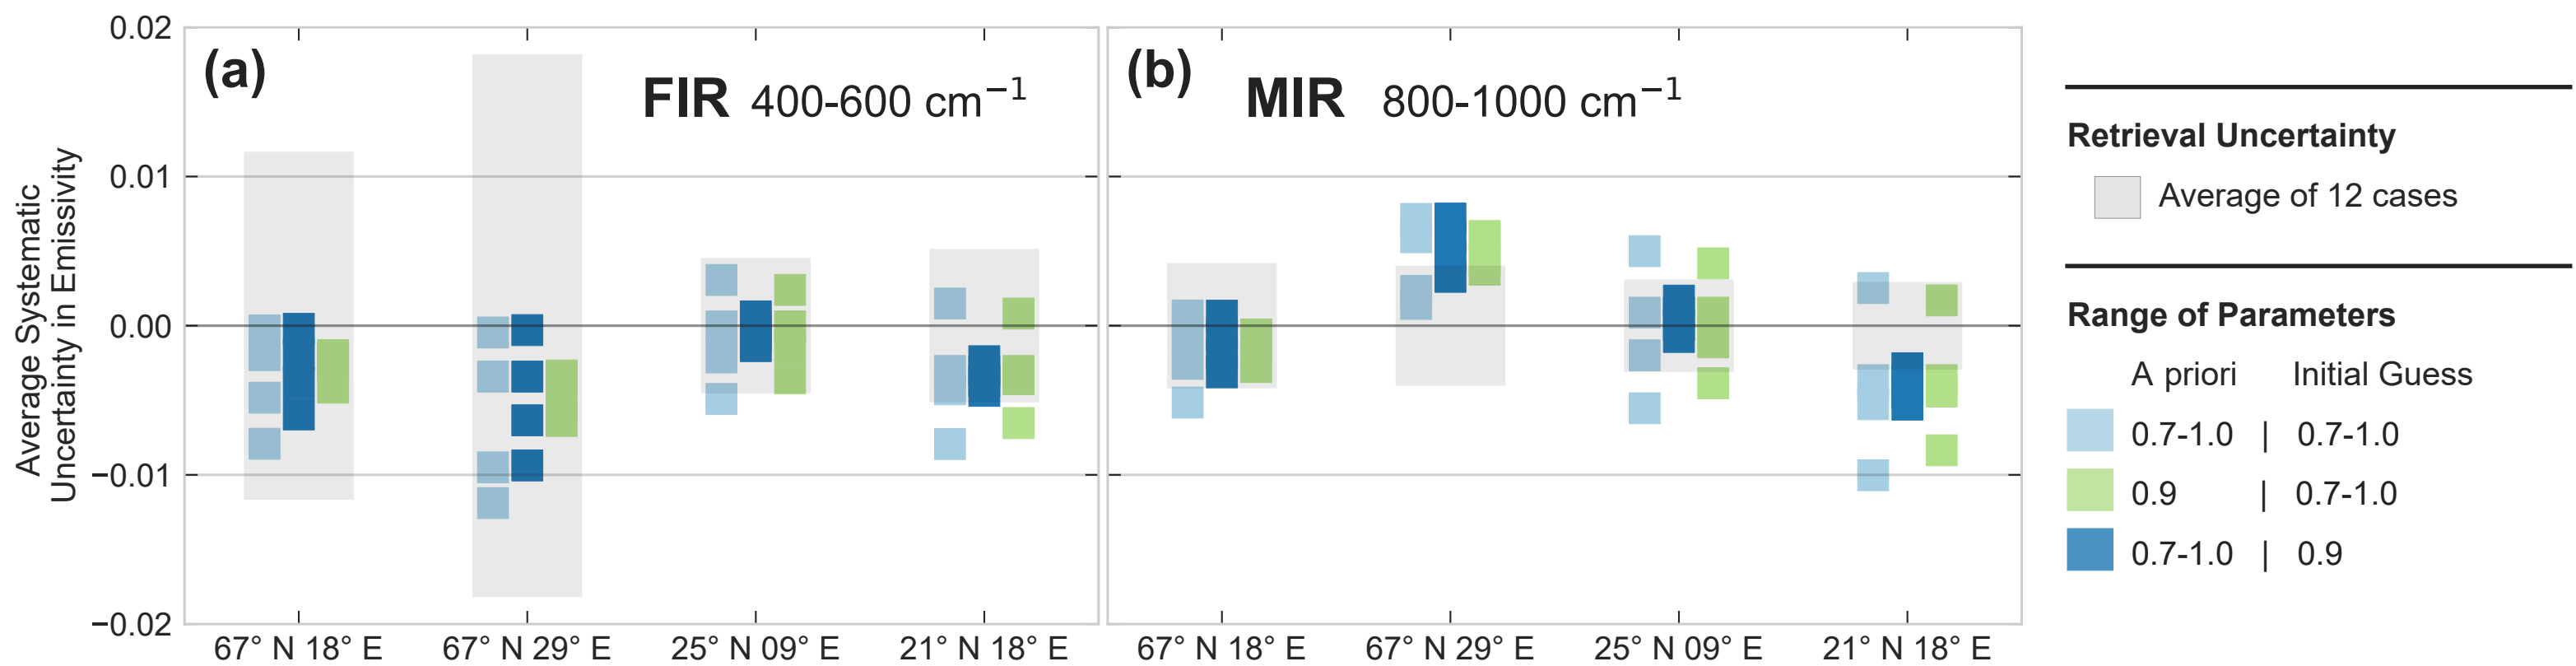 (a) FIR 400-600 cm⁻¹
(b) MIR 800-1000 cm⁻¹
Average Systematic
Uncertainty in Emissivity
0.02
0.01
0.00
−0.01
−0.02
67° N 18° E 67° N 29° E 25° N 09° E 21° N 18° E
67° N 18° E 67° N 29° E 25° N 09° E 21° N 18° E
Retrieval Uncertainty
Average of 12 cases
Range of Parameters
A priori Initial Guess
0.7-1.0 | 0.7-1.0
0.9 | 0.7-1.0
0.7-1.0 | 0.9